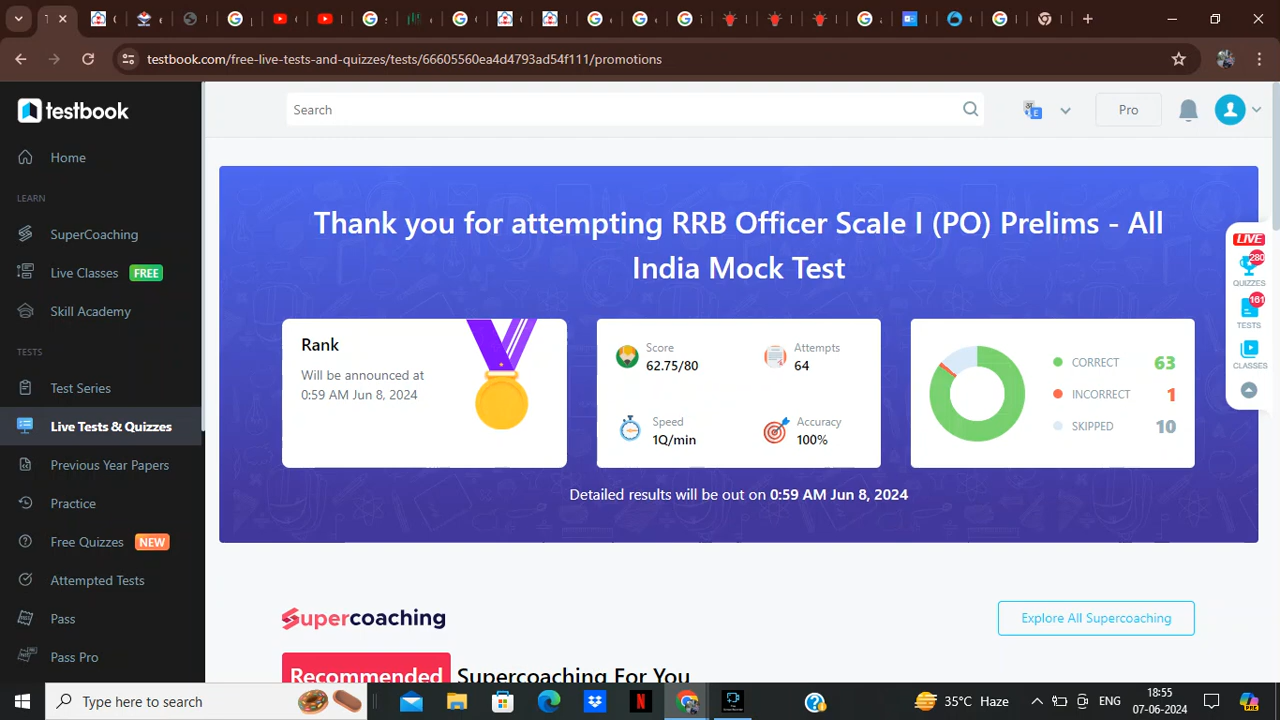 testbook.com/free-live-tests-and-quizzes/tests/66605560ea4d4793ad54f111/promotions
testbook
Search
Pro
Home
LEARN
SuperCoaching
Live Classes FREE
Skill Academy
TESTS
Test Series
Live Tests & Quizzes
Previous Year Papers
Practice
Free Quizzes NEW
Attempted Tests
Pass
Pass Pro
Thank you for attempting RRB Officer Scale I (PO) Prelims - All
India Mock Test
Rank
Will be announced at
0:59 AM Jun 8, 2024
Score
62.75/80
Attempts
64
Speed
1Q/min
Accuracy
100%
CORRECT 63
INCORRECT 1
SKIPPED 10
Detailed results will be out on 0:59 AM Jun 8, 2024
LIVE
280
QUIZZES
161
TESTS
CLASSES
Supercoaching
Explore All Supercoaching
Recommended Supercoaching For You
Type here to search
35°C Haze
ENG
18:55
07-06-2024